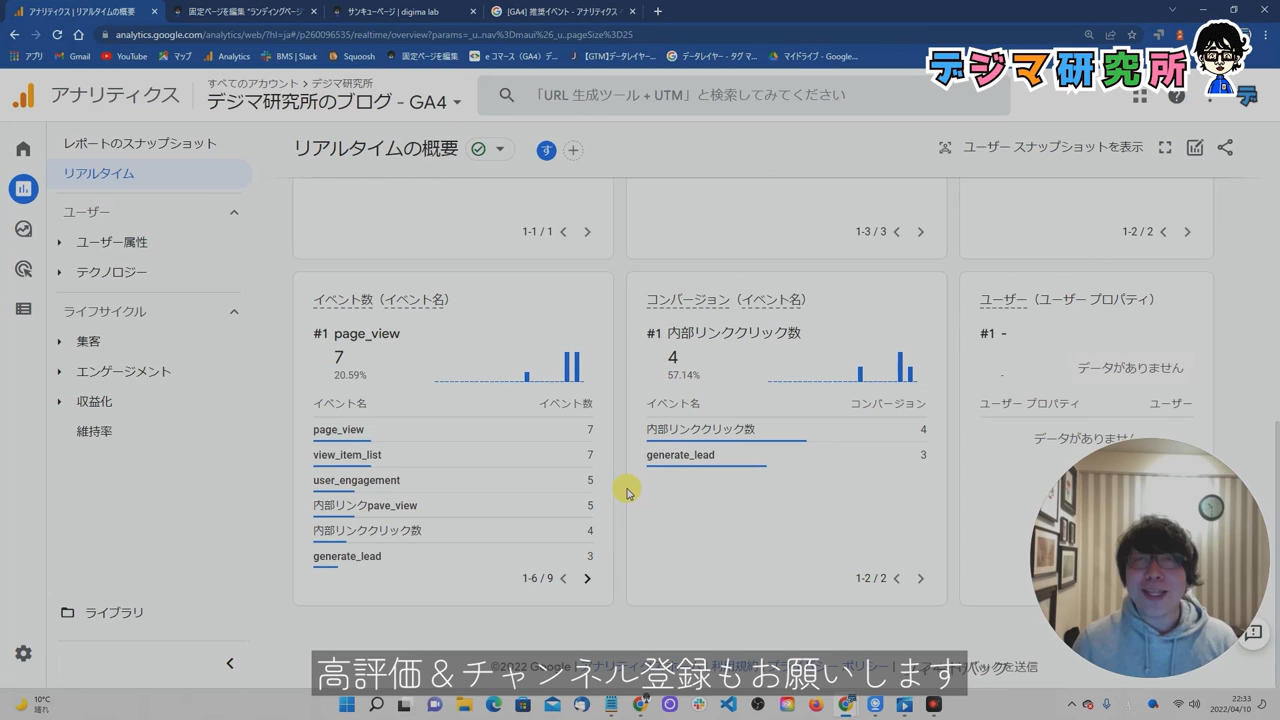 アナリティクス | リアルタイムの概要
固定ページを編集 "ランディングページ"
サンキューページ | digima lab
[GA4] 推奨イベント - アナリティクス
analytics.google.com/analytics/web/?hl=ja#/p260096535/realtime/overview?params=_u..nav%3Dmaui%26_u.pageSize%3D25
アプリ
Gmail
YouTube
マップ
Analytics
BMS | Slack
Squoosh
固定ページを編集
e コマース（GA4）デ...
【GTM】データレイヤー...
データレイヤー - タグ マ...
マイドライブ - Google...
デジマ研究所
アナリティクス
すべてのアカウント > デジマ研究所
デジマ研究所のブログ - GA4
「URL 生成ツール + UTM」と検索してみてください
デ
レポートのスナップショット
リアルタイム
ユーザー
ユーザー属性
テクノロジー
ライフサイクル
集客
エンゲージメント
収益化
維持率
ライブラリ
リアルタイムの概要
す
ユーザー スナップショットを表示
1-1 / 1
1-3 / 3
1-2 / 2
イベント数（イベント名）
#1 page_view
7
20.59%
イベント名 イベント数
page_view 7
view_item_list 7
user_engagement 5
内部リンクpave_view 5
内部リンククリック数 4
generate_lead 3
1-6 / 9
コンバージョン（イベント名）
#1 内部リンククリック数
4
57.14%
イベント名 コンバージョン
内部リンククリック数 4
generate_lead 3
1-2 / 2
ユーザー（ユーザー プロパティ）
#1 -
-
データがありません
ユーザー プロパティ ユーザー
データがありません
©2022 Google
を送信
高評価＆チャンネル登録もお願いします
10°C
晴れ
22:33
2022/04/10